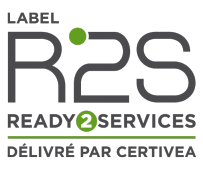 LABEL
R2S
READY2SERVICES
DÉLIVRÉ PAR CERTIVEA